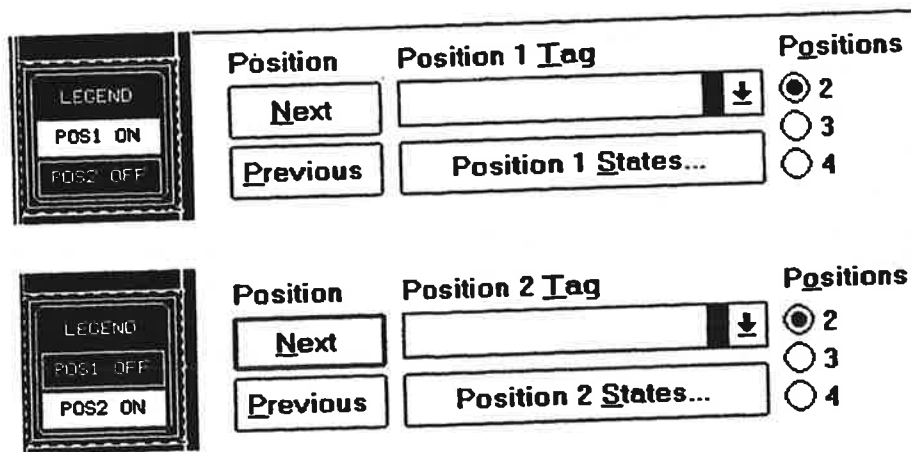 LEGEND
POS1 ON
POS2 OFF
Position
Next
Previous
Position 1 Tag
Position 1 States...
Positions
2
3
4
LEGEND
POS1 OFF
POS2 ON
Position
Next
Previous
Position 2 Tag
Position 2 States...
Positions
2
3
4